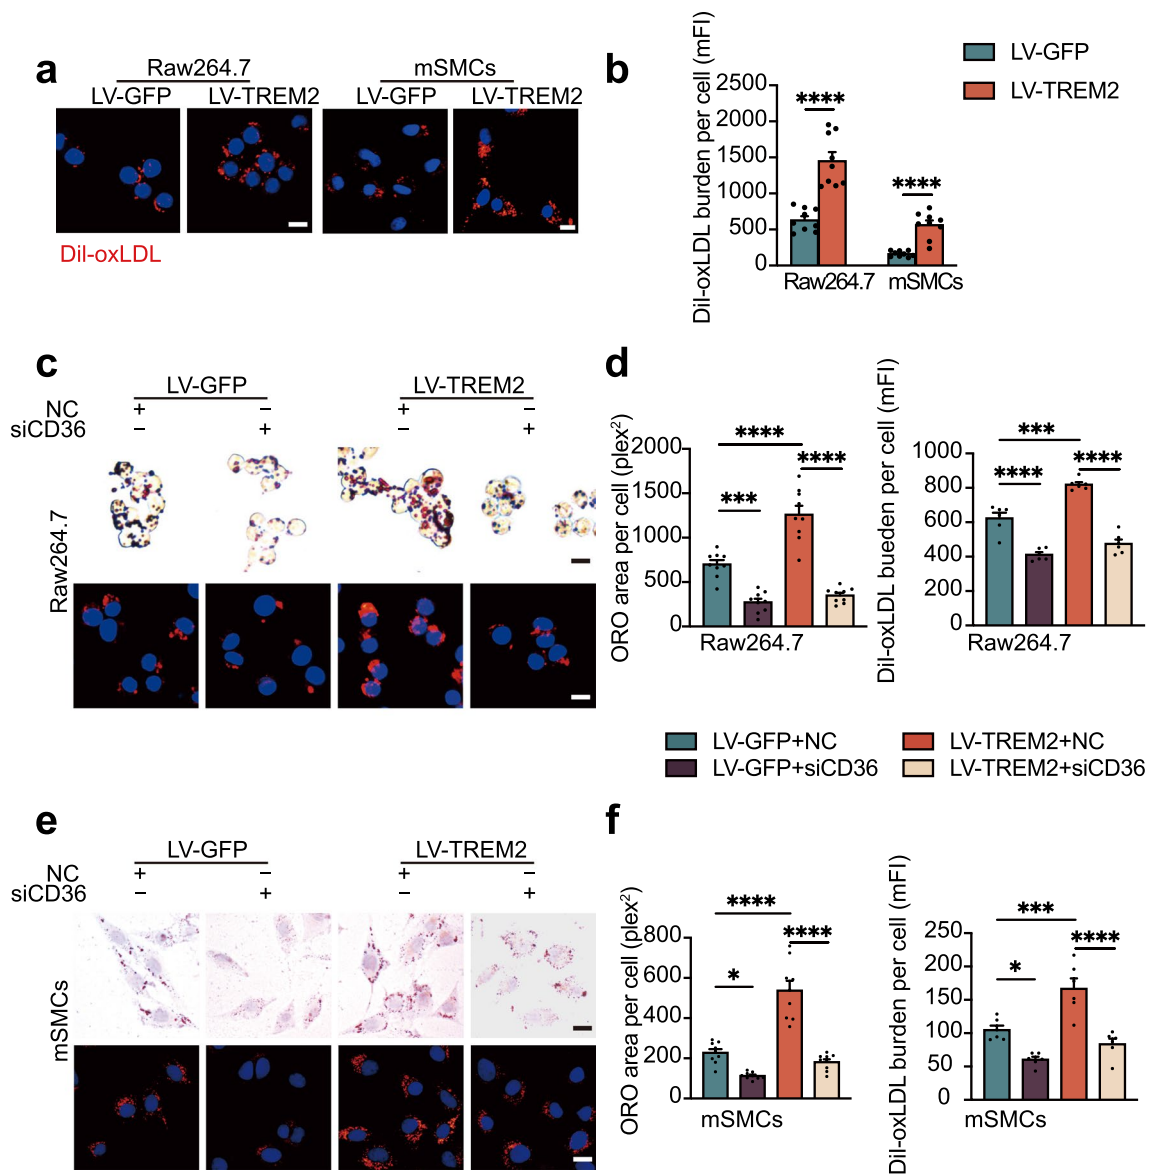 a
Raw264.7 mSMCs
LV-GFP LV-TREM2 LV-GFP LV-TREM2
Dil-oxLDL
b
Dil-oxLDL burden per cell (mFI)
2500
2000
1500
1000
500
0
**** ****
Raw264.7 mSMCs
LV-GFP
LV-TREM2
c
LV-GFP LV-TREM2
NC + − + −
siCD36 − + − +
Raw264.7
d
ORO area per cell (plex²)
2000
1500
1000
500
0
****
*** ****
Raw264.7
Dil-oxLDL bueden per cell (mFI)
1000
800
600
400
200
0
***
**** ****
Raw264.7
LV-GFP+NC LV-TREM2+NC
LV-GFP+siCD36 LV-TREM2+siCD36
e
LV-GFP LV-TREM2
NC + − + −
siCD36 − + − +
mSMCs
f
ORO area per cell (plex²)
800
600
400
200
0
****
* ****
mSMCs
Dil-oxLDL burden per cell (mFI)
250
200
150
100
50
0
***
* ****
mSMCs